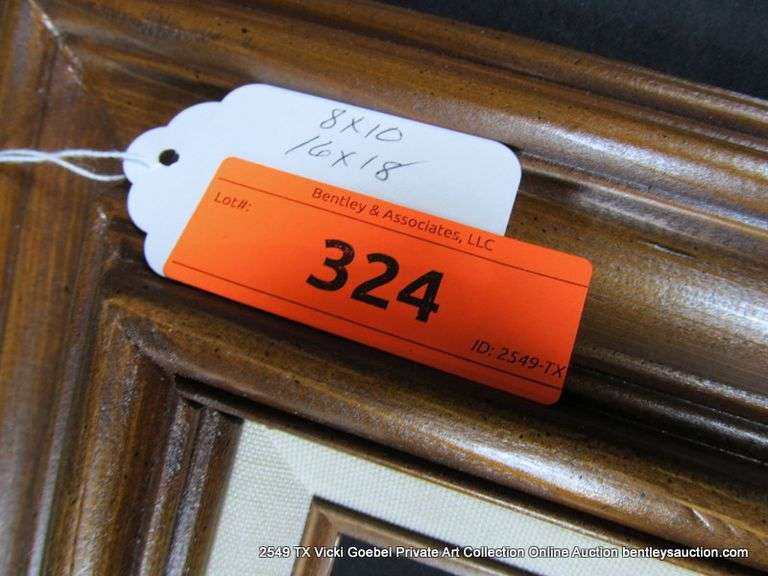 8X10
16X18
Bentley & Associates, LLC
Lot#:
324
ID: 2549-TX
2549 TX Vicki Goebel Private Art Collection Online Auction bentleysauction.com